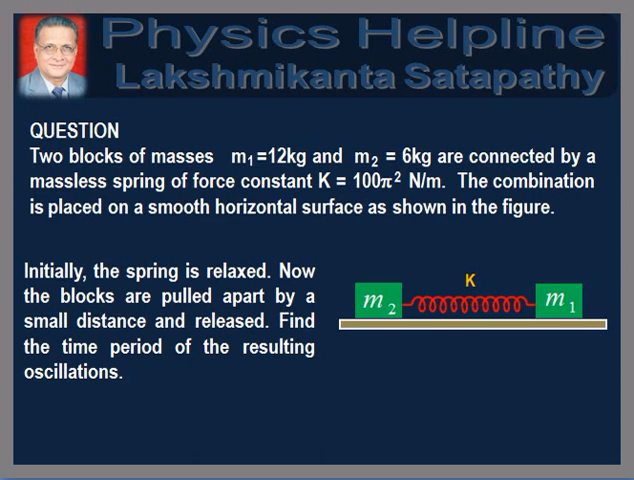 Physics Helpline
Lakshmikanta Satapathy
QUESTION
Two blocks of masses m₁=12kg and m₂ = 6kg are connected by a
massless spring of force constant K = 100π² N/m. The combination
is placed on a smooth horizontal surface as shown in the figure.
Initially, the spring is relaxed. Now
the blocks are pulled apart by a
small distance and released. Find
the time period of the resulting
oscillations.
K
m₂ m₁